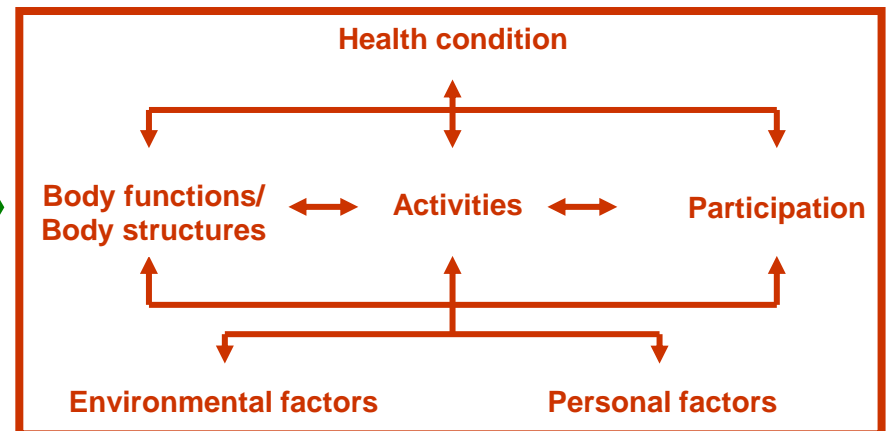 Health condition
Body functions/
Body structures
Activities
Participation
Environmental factors
Personal factors